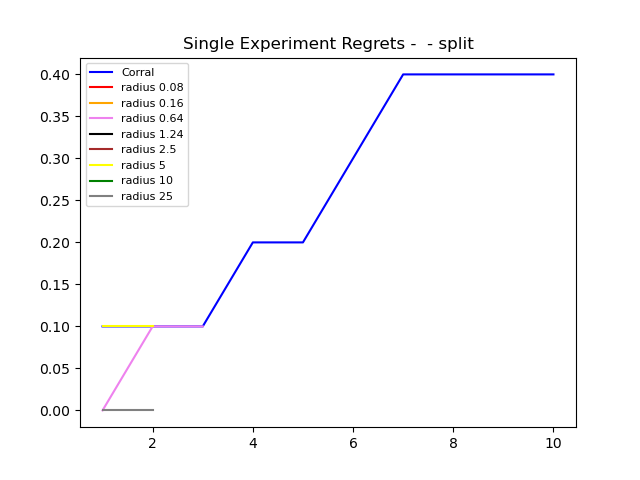 Single Experiment Regrets -  - split
0.40
0.35
0.30
0.25
0.20
0.15
0.10
0.05
0.00
Corral
radius 0.08
radius 0.16
radius 0.64
radius 1.24
radius 2.5
radius 5
radius 10
radius 25
2 4 6 8 10